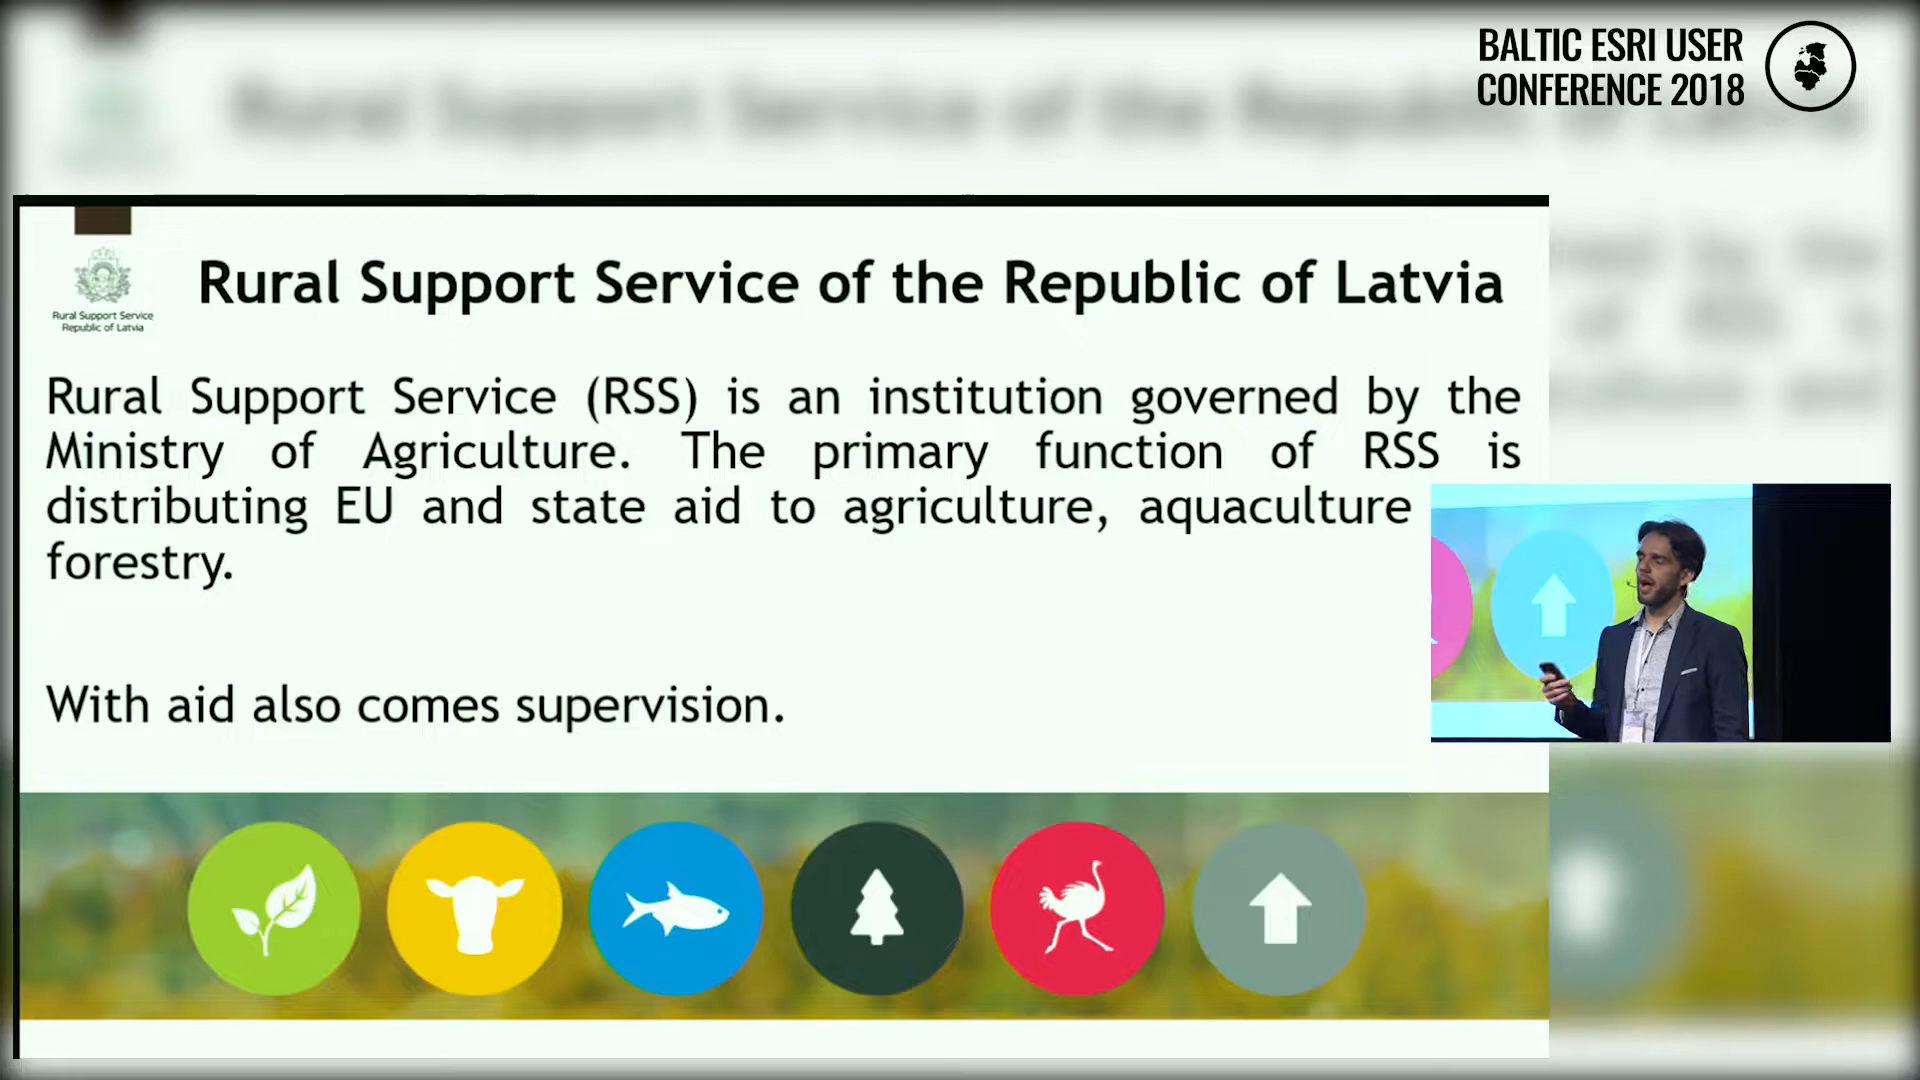 BALTIC ESRI USER
CONFERENCE 2018
Rural Support Service
Republic of Latvia
Rural Support Service of the Republic of Latvia
Rural Support Service (RSS) is an institution governed by the
Ministry of Agriculture. The primary function of RSS is
distributing EU and state aid to agriculture, aquaculture
forestry.
With aid also comes supervision.